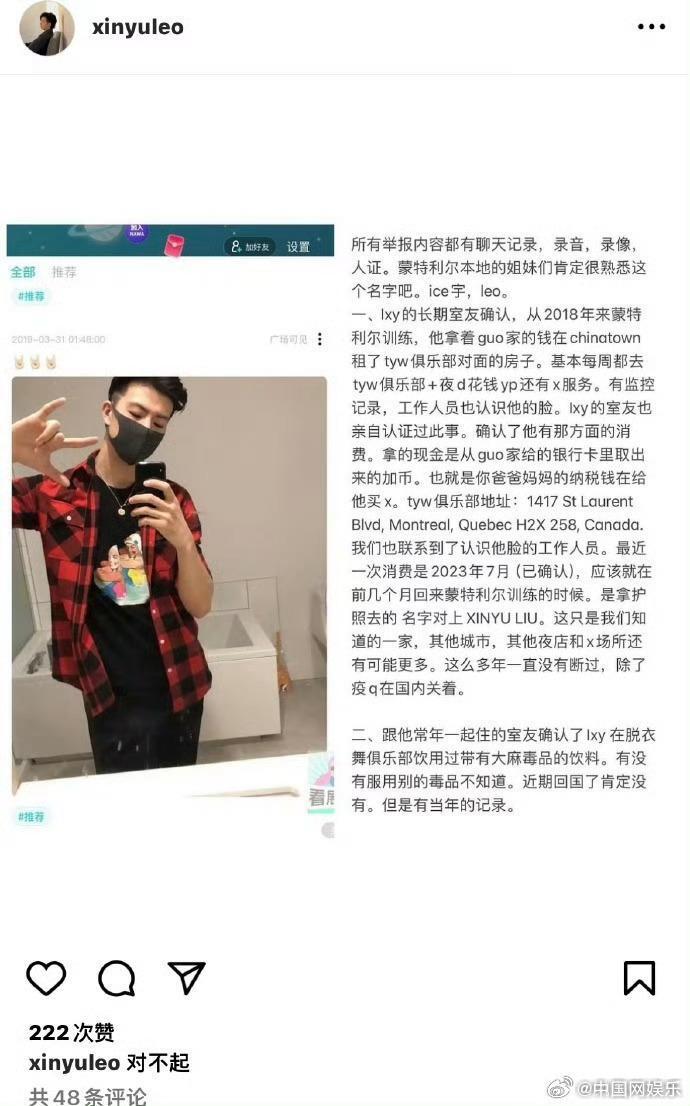 xinyuleo
加好友 设置
全部 推荐
#推荐
2019-03-31 01:48:00 广场可见
看展
#推荐
所有举报内容都有聊天记录，录音，录像，
人证。蒙特利尔本地的姐妹们肯定很熟悉这
个名字吧。ice宇，leo。
一、lxy的长期室友确认，从2018年来蒙特
利尔训练，他拿着guo家的钱在chinatown
租了tyw俱乐部对面的房子。基本每周都去
tyw俱乐部+夜d花钱yp还有x服务。有监控
记录，工作人员也认识他的脸。lxy的室友也
亲自认证过此事。确认了他有那方面的消
费。拿的现金是从guo家给的银行卡里取出
来的加币。也就是你爸爸妈妈的纳税钱在给
他买x。tyw俱乐部地址：1417 St Laurent
Blvd, Montreal, Quebec H2X 258, Canada.
我们也联系到了认识他脸的工作人员。最近
一次消费是2023年7月（已确认），应该就在
前几个月回来蒙特利尔训练的时候。是拿护
照去的 名字对上 XINYU LIU。这只是我们知
道的一家，其他城市，其他夜店和x场所还
有可能更多。这么多年一直没有断过，除了
疫q在国内关着。
二、跟他常年一起住的室友确认了lxy 在脱衣
舞俱乐部饮用过带有大麻毒品的饮料。有没
有服用别的毒品不知道。近期回国了肯定没
有。但是有当年的记录。
222次赞
xinyuleo 对不起
共48条评论
@中国网娱乐